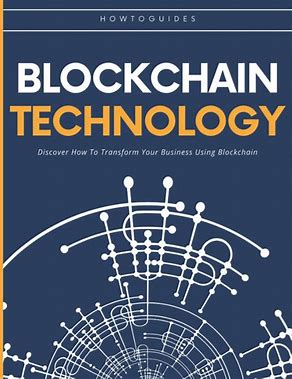 HOWTOGUIDES
BLOCKCHAIN
TECHNOLOGY
Discover How To Transform Your Business Using Blockchain